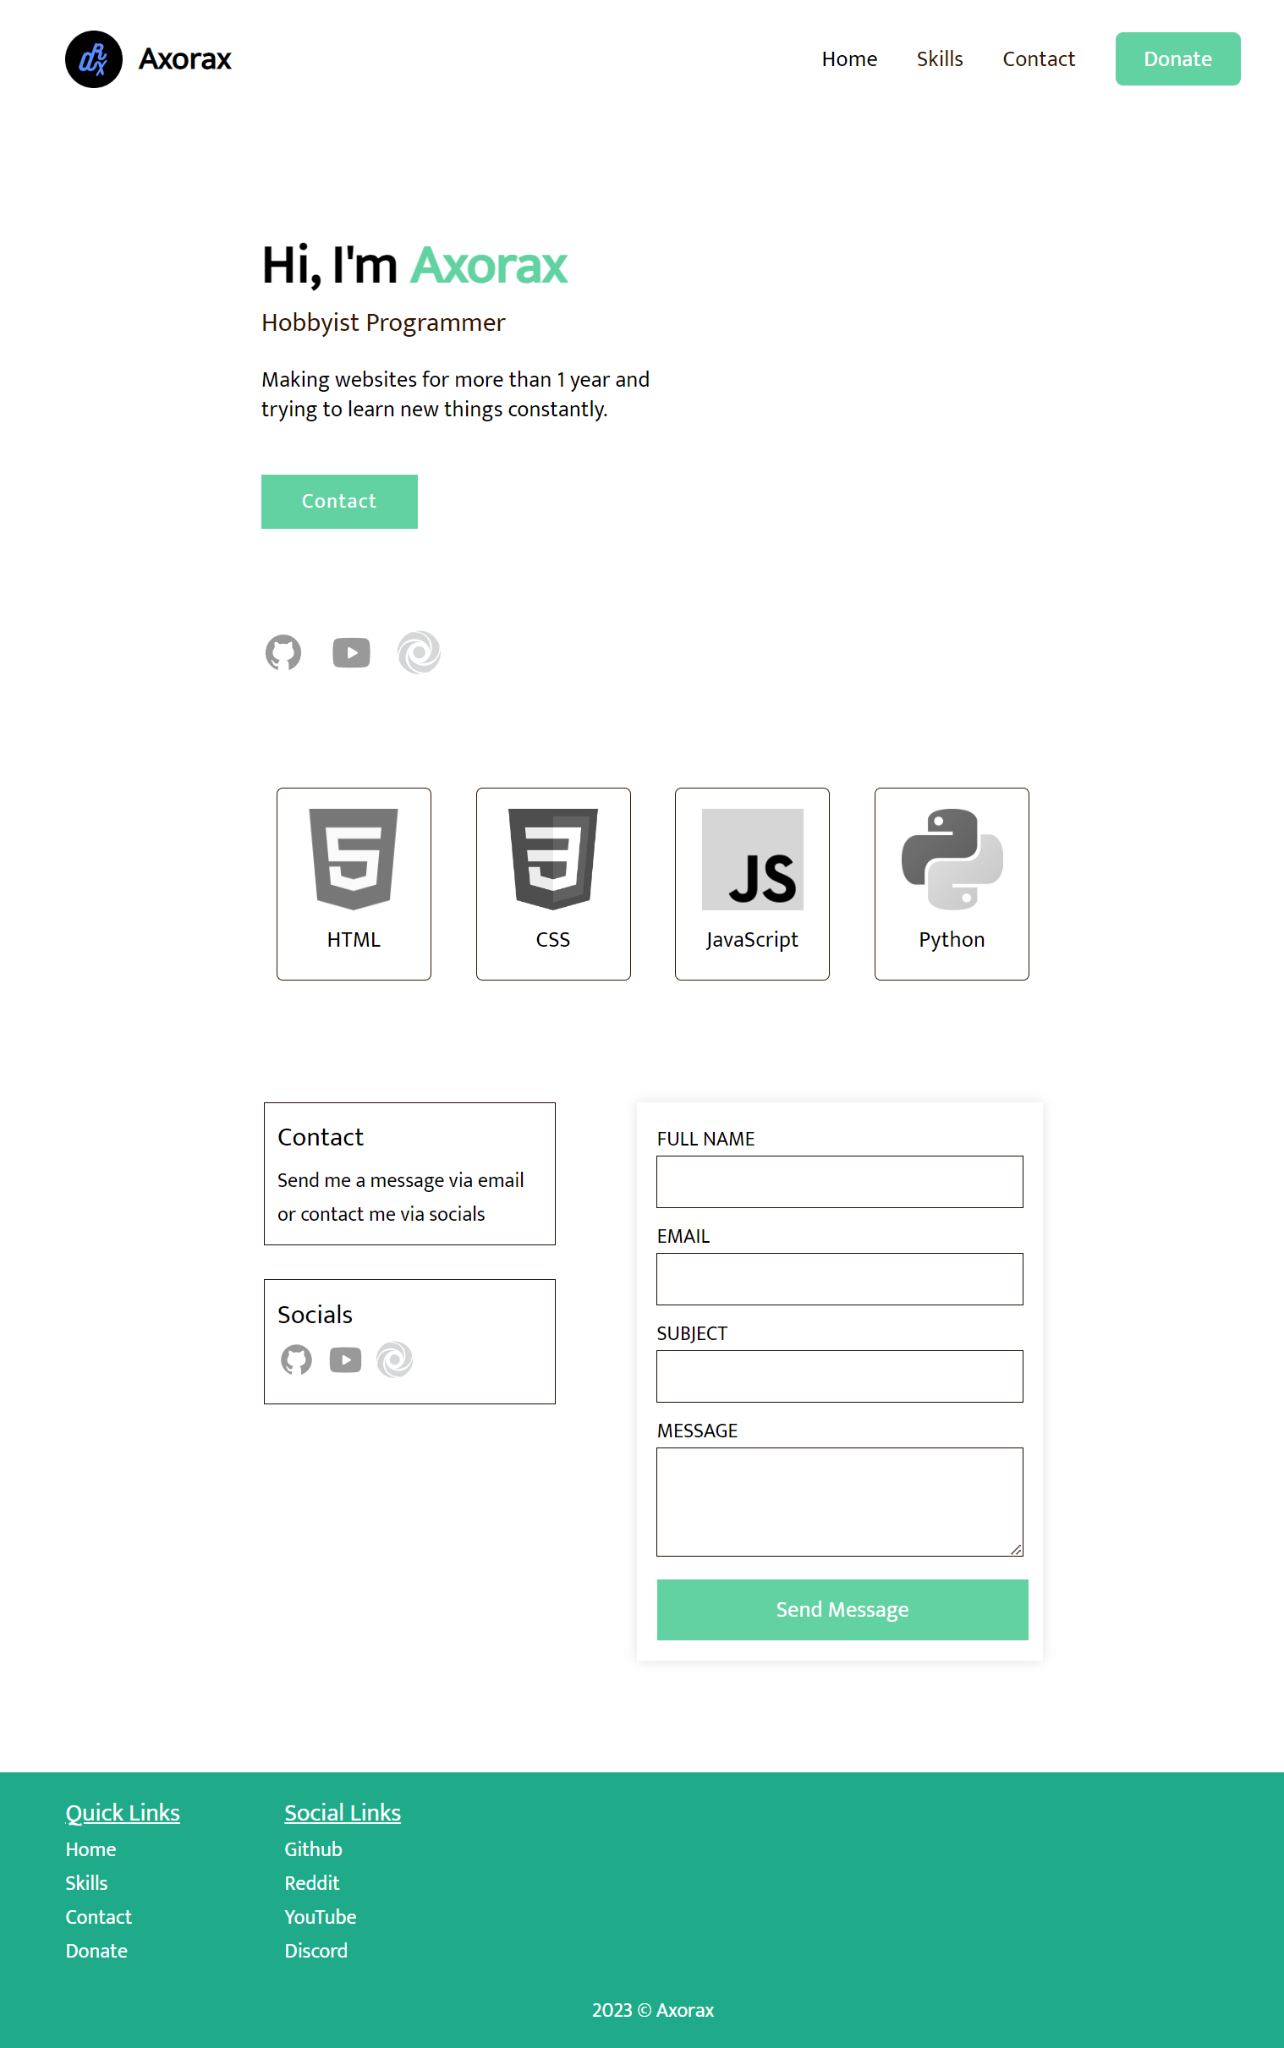 Axorax
Home
Skills
Contact
Donate
Hi, I'm Axorax
Hobbyist Programmer
Making websites for more than 1 year and
trying to learn new things constantly.
Contact
HTML
CSS
JS
JavaScript
Python
Contact
Send me a message via email
or contact me via socials
Socials
FULL NAME
EMAIL
SUBJECT
MESSAGE
Send Message
Quick Links
Home
Skills
Contact
Donate
Social Links
Github
Reddit
YouTube
Discord
2023 © Axorax